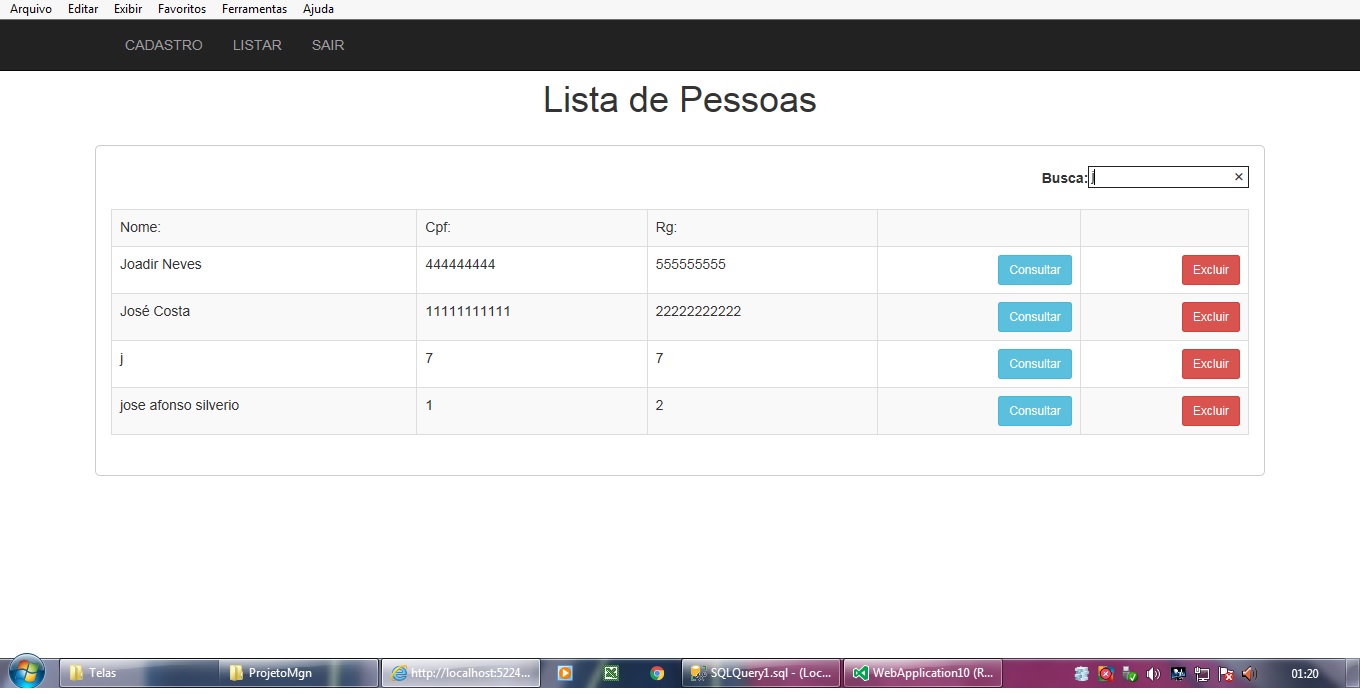 Arquivo Editar Exibir Favoritos Ferramentas Ajuda
CADASTRO LISTAR SAIR
Lista de Pessoas
Busca: j ×
Nome: Cpf: Rg:
Joadir Neves 444444444 555555555 Consultar Excluir
José Costa 11111111111 22222222222 Consultar Excluir
j 7 7 Consultar Excluir
jose afonso silverio 1 2 Consultar Excluir
Telas ProjetoMgn http://localhost:5224... SQLQuery1.sql - (Loc... WebApplication10 (R... 01:20